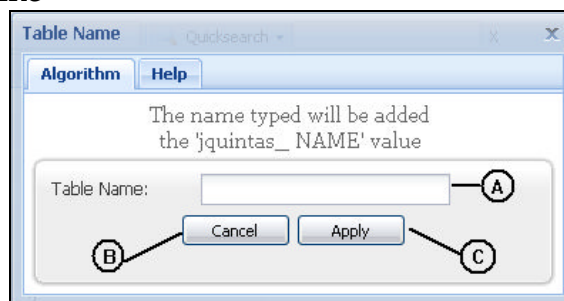 Table Name
Quicksearch
x
x
Algorithm
Help
The name typed will be added
the 'jquintas_ NAME' value
Table Name:
A
Cancel
Apply
B
C